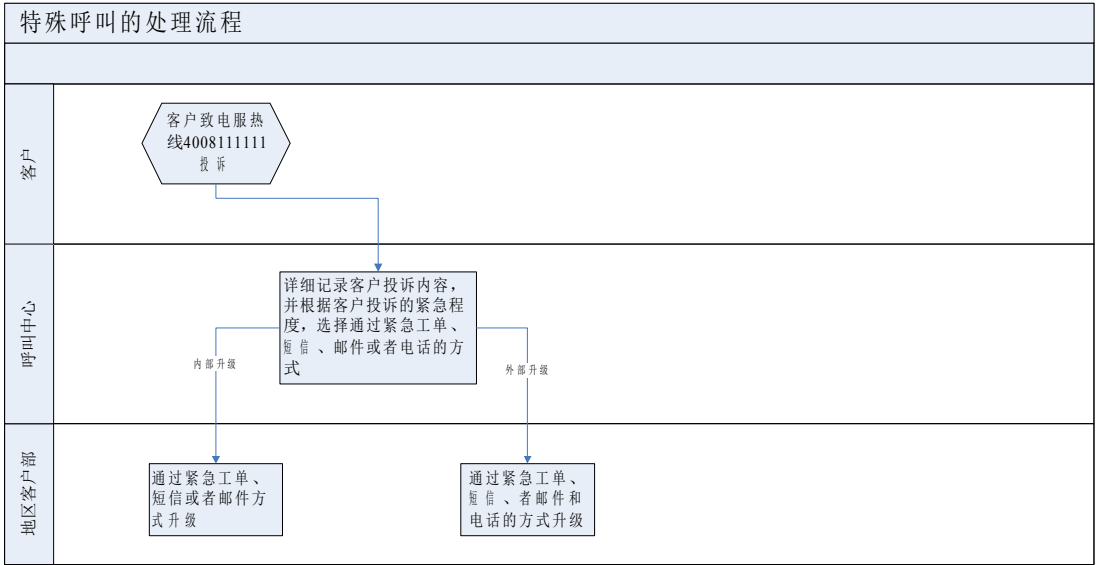 特殊呼叫的处理流程
客户
客户致电服热
线4008111111
投诉
呼叫中心
详细记录客户投诉内容，
并根据客户投诉的紧急程
度，选择通过紧急工单、
短信、邮件或者电话的方
式
内部升级
外部升级
地区客户部
通过紧急工单、
短信或者邮件方
式升级
通过紧急工单、
短信、者邮件和
电话的方式升级